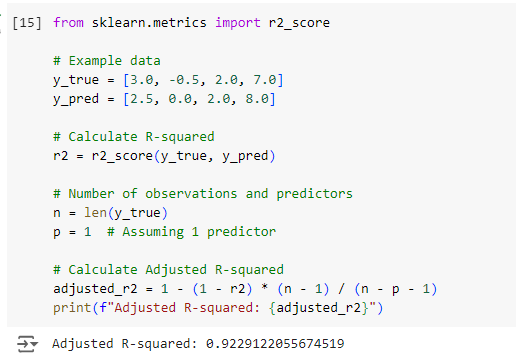 [15] from sklearn.metrics import r2_score
# Example data
y_true = [3.0, -0.5, 2.0, 7.0]
y_pred = [2.5, 0.0, 2.0, 8.0]
# Calculate R-squared
r2 = r2_score(y_true, y_pred)
# Number of observations and predictors
n = len(y_true)
p = 1  # Assuming 1 predictor
# Calculate Adjusted R-squared
adjusted_r2 = 1 - (1 - r2) * (n - 1) / (n - p - 1)
print(f"Adjusted R-squared: {adjusted_r2}")
Adjusted R-squared: 0.9229122055674519